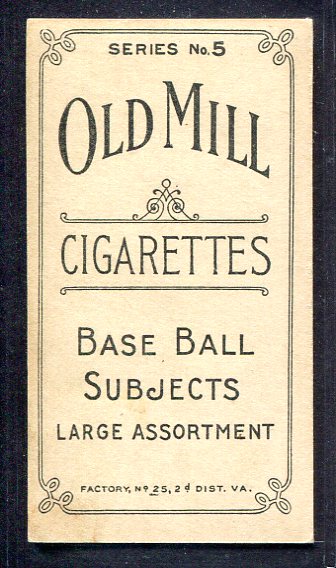 SERIES No. 5
OLD MILL
CIGARETTES
BASE BALL
SUBJECTS
LARGE ASSORTMENT
FACTORY, No 25, 2d DIST. VA.